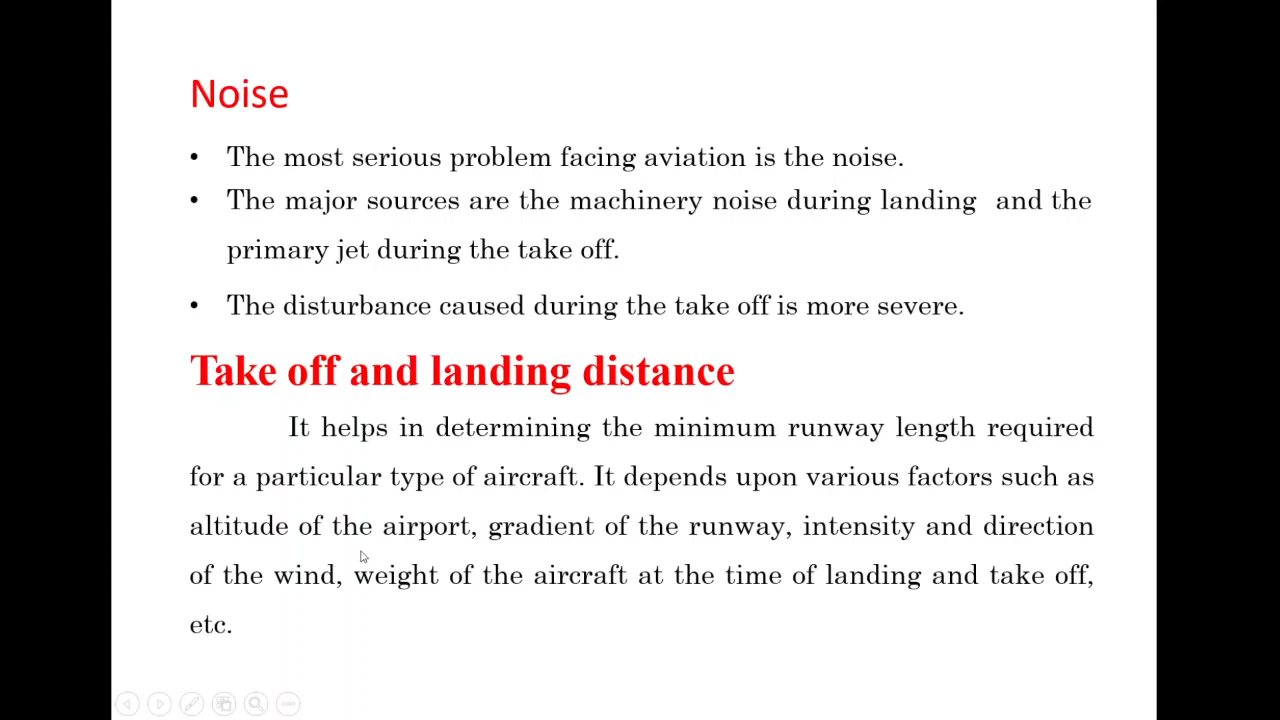 Noise
• The most serious problem facing aviation is the noise.
• The major sources are the machinery noise during landing and the
primary jet during the take off.
• The disturbance caused during the take off is more severe.
Take off and landing distance
It helps in determining the minimum runway length required
for a particular type of aircraft. It depends upon various factors such as
altitude of the airport, gradient of the runway, intensity and direction
of the wind, weight of the aircraft at the time of landing and take off,
etc.